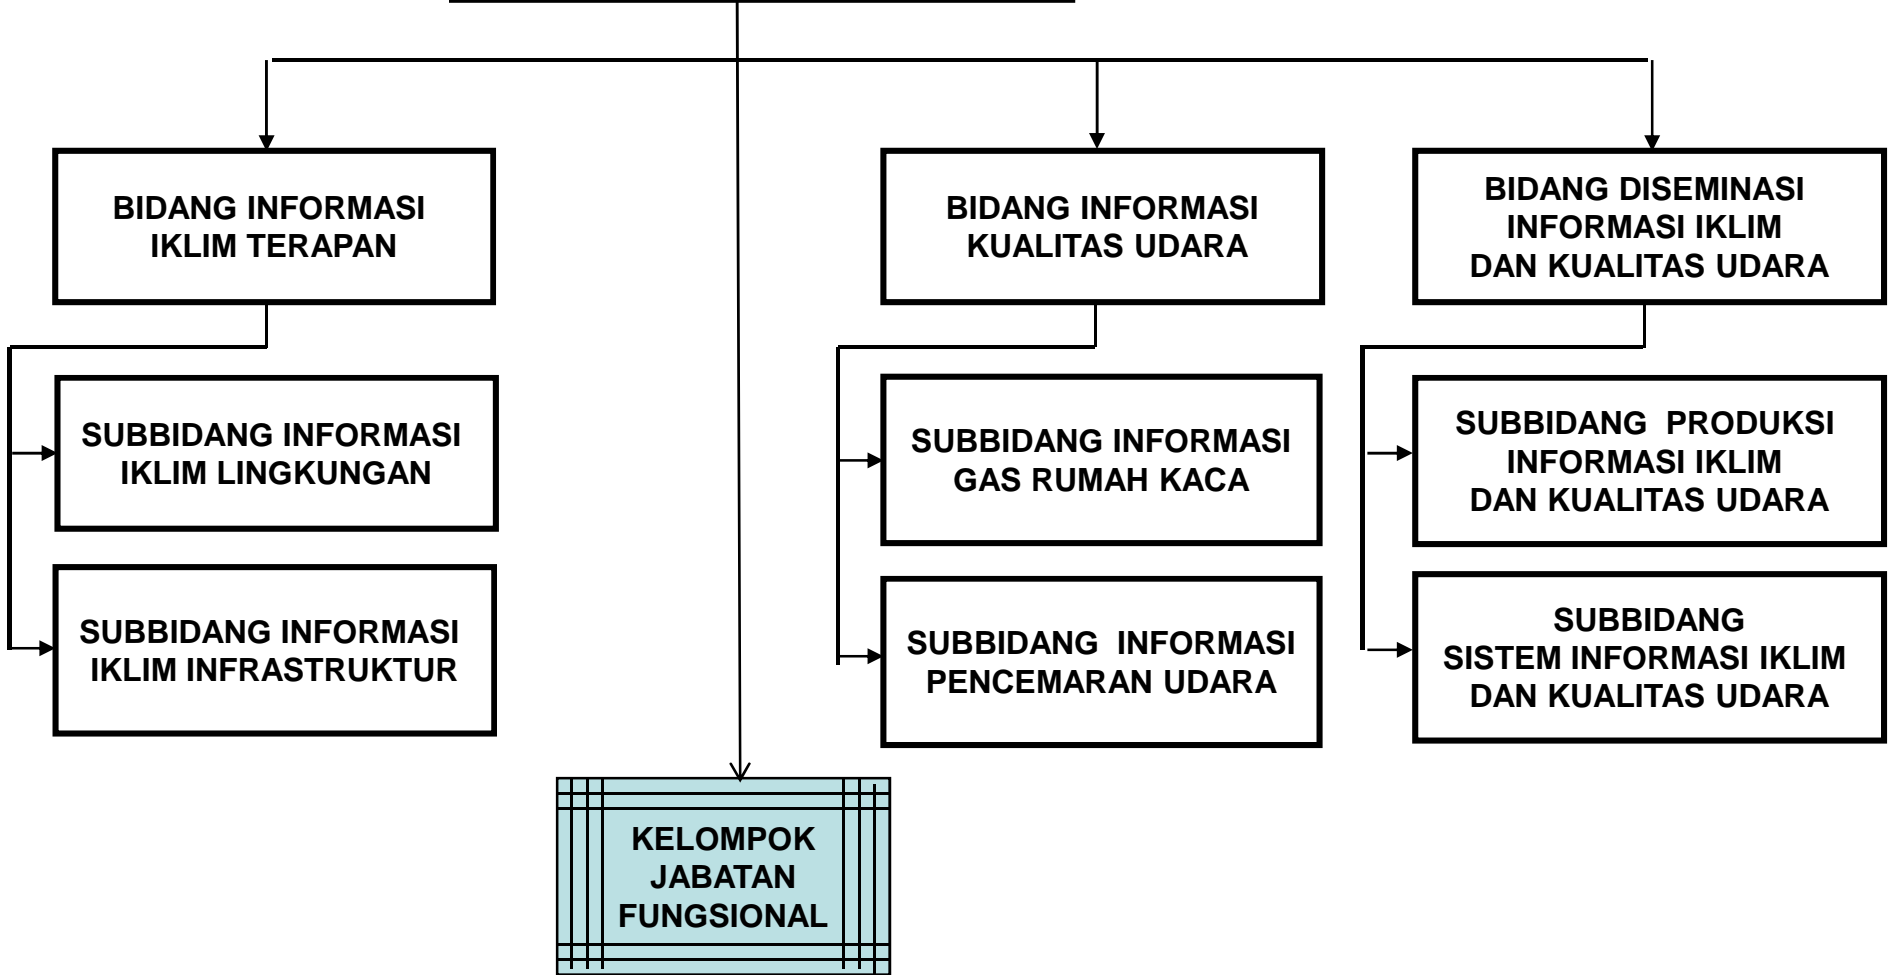 BIDANG INFORMASI
IKLIM TERAPAN
BIDANG INFORMASI
KUALITAS UDARA
BIDANG DISEMINASI
INFORMASI IKLIM
DAN KUALITAS UDARA
SUBBIDANG INFORMASI
IKLIM LINGKUNGAN
SUBBIDANG INFORMASI
GAS RUMAH KACA
SUBBIDANG PRODUKSI
INFORMASI IKLIM
DAN KUALITAS UDARA
SUBBIDANG INFORMASI
IKLIM INFRASTRUKTUR
SUBBIDANG INFORMASI
PENCEMARAN UDARA
SUBBIDANG
SISTEM INFORMASI IKLIM
DAN KUALITAS UDARA
KELOMPOK
JABATAN
FUNGSIONAL